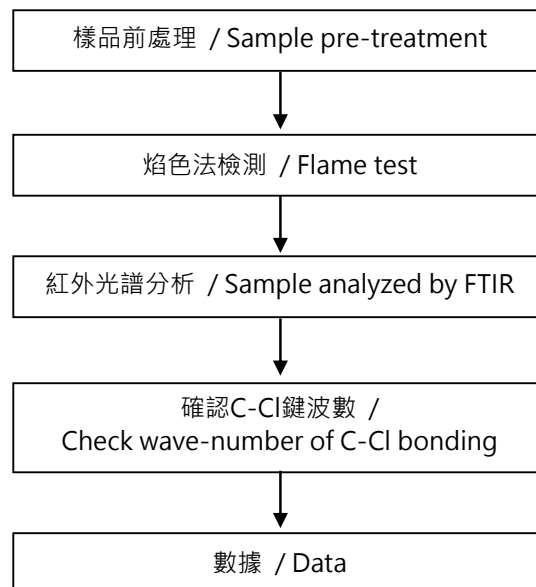 樣品前處理 / Sample pre-treatment
焰色法檢測 / Flame test
紅外光譜分析 / Sample analyzed by FTIR
確認C-Cl鍵波數 /
Check wave-number of C-Cl bonding
數據 / Data